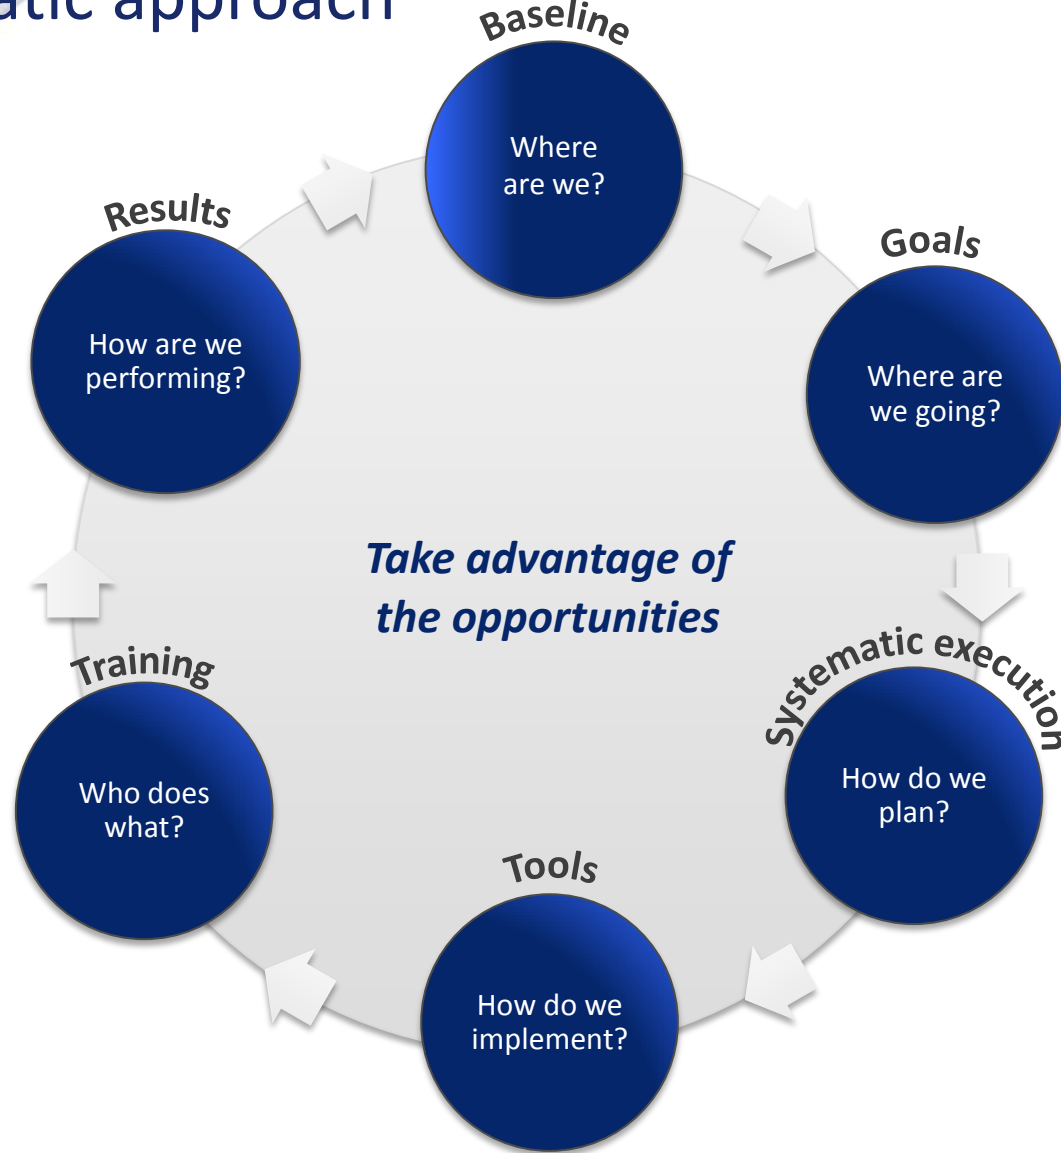 approach
Baseline
Where
are we?
Goals
Where are
we going?
Systematic execution
How do we
plan?
Tools
How do we
implement?
Training
Who does
what?
Results
How are we
performing?
Take advantage of
the opportunities